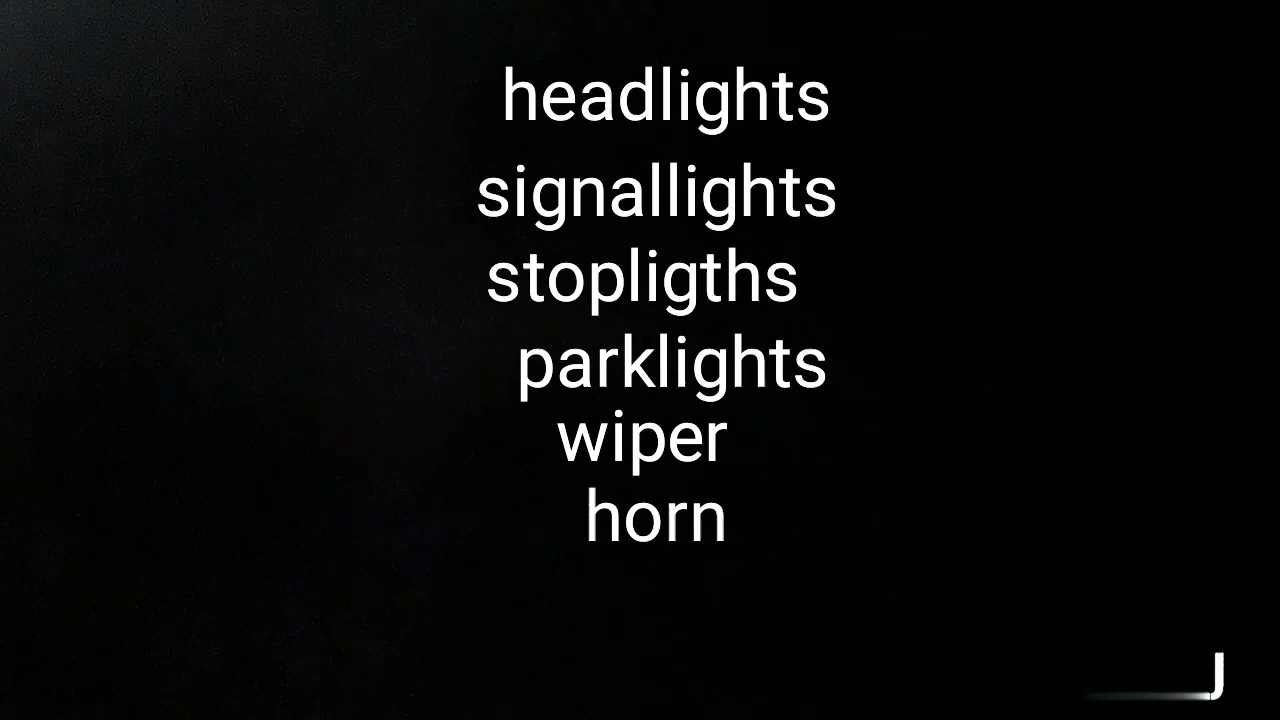 headlights
signallights
stopligths
parklights
wiper
horn
J